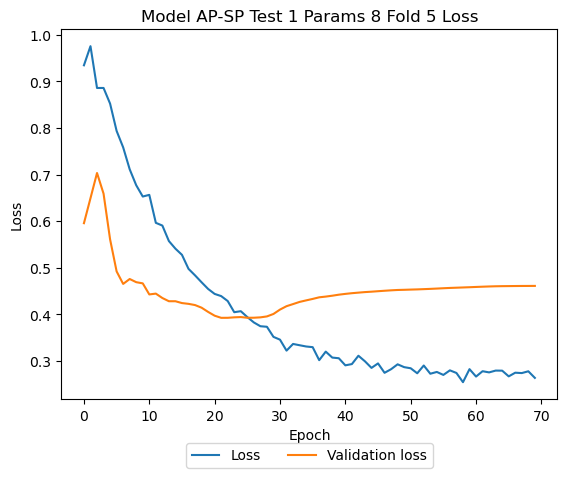 Model AP-SP Test 1 Params 8 Fold 5 Loss
1.0
0.9
0.8
0.7
0.6
0.5
0.4
0.3
Loss
0 10 20 30 40 50 60 70
Epoch
Loss Validation loss